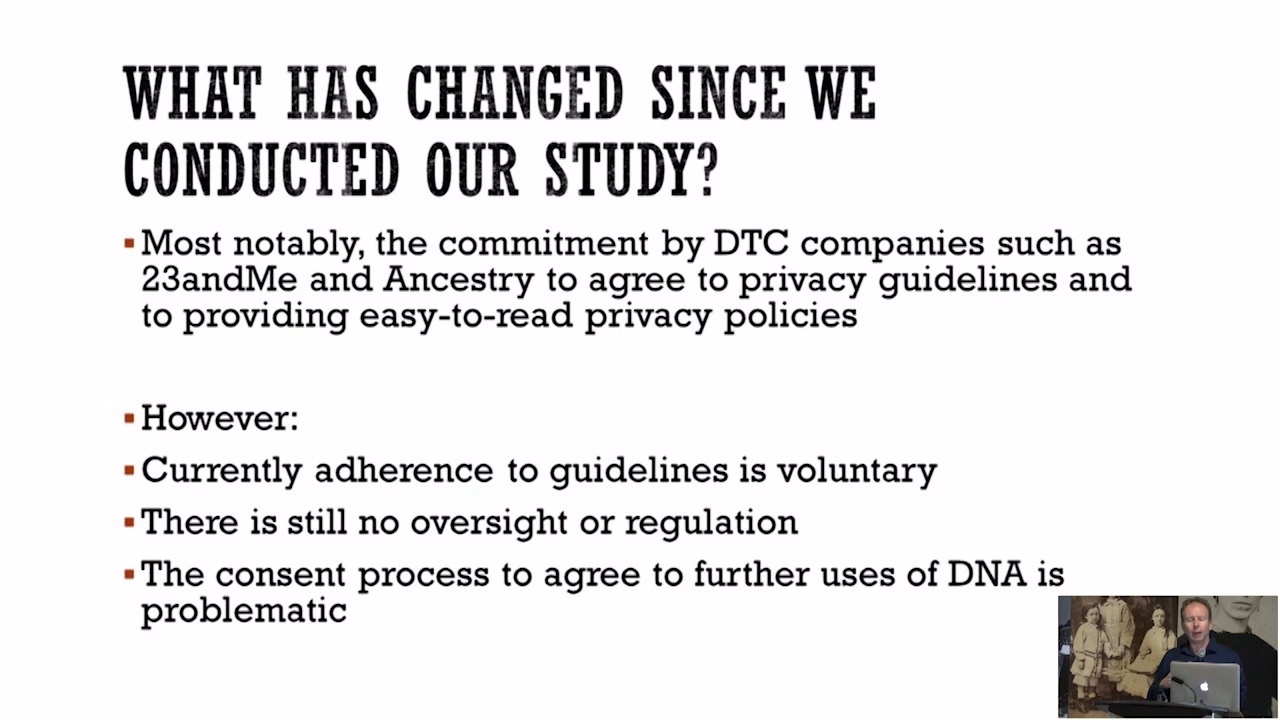 WHAT HAS CHANGED SINCE WE
CONDUCTED OUR STUDY?
▪ Most notably, the commitment by DTC companies such as
23andMe and Ancestry to agree to privacy guidelines and
to providing easy-to-read privacy policies
▪ However:
▪ Currently adherence to guidelines is voluntary
▪ There is still no oversight or regulation
▪ The consent process to agree to further uses of DNA is
problematic